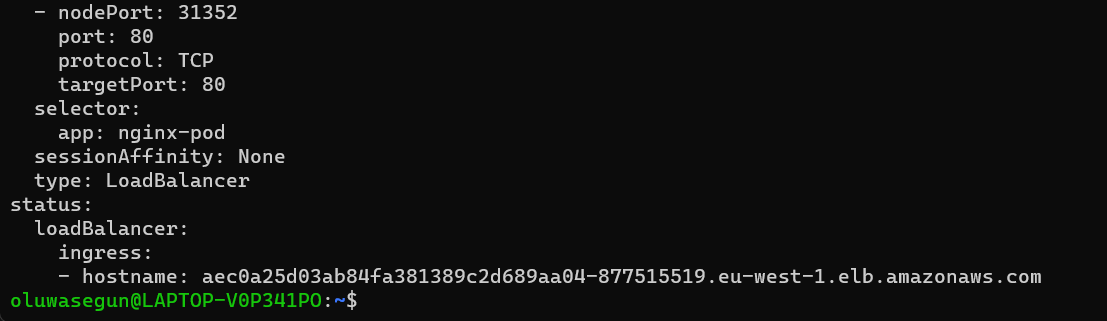 - nodePort: 31352
port: 80
protocol: TCP
targetPort: 80
selector:
app: nginx-pod
sessionAffinity: None
type: LoadBalancer
status:
loadBalancer:
ingress:
- hostname: aec0a25d03ab84fa381389c2d689aa04-877515519.eu-west-1.elb.amazonaws.com
oluwasegun@LAPTOP-V0P341PO:~$